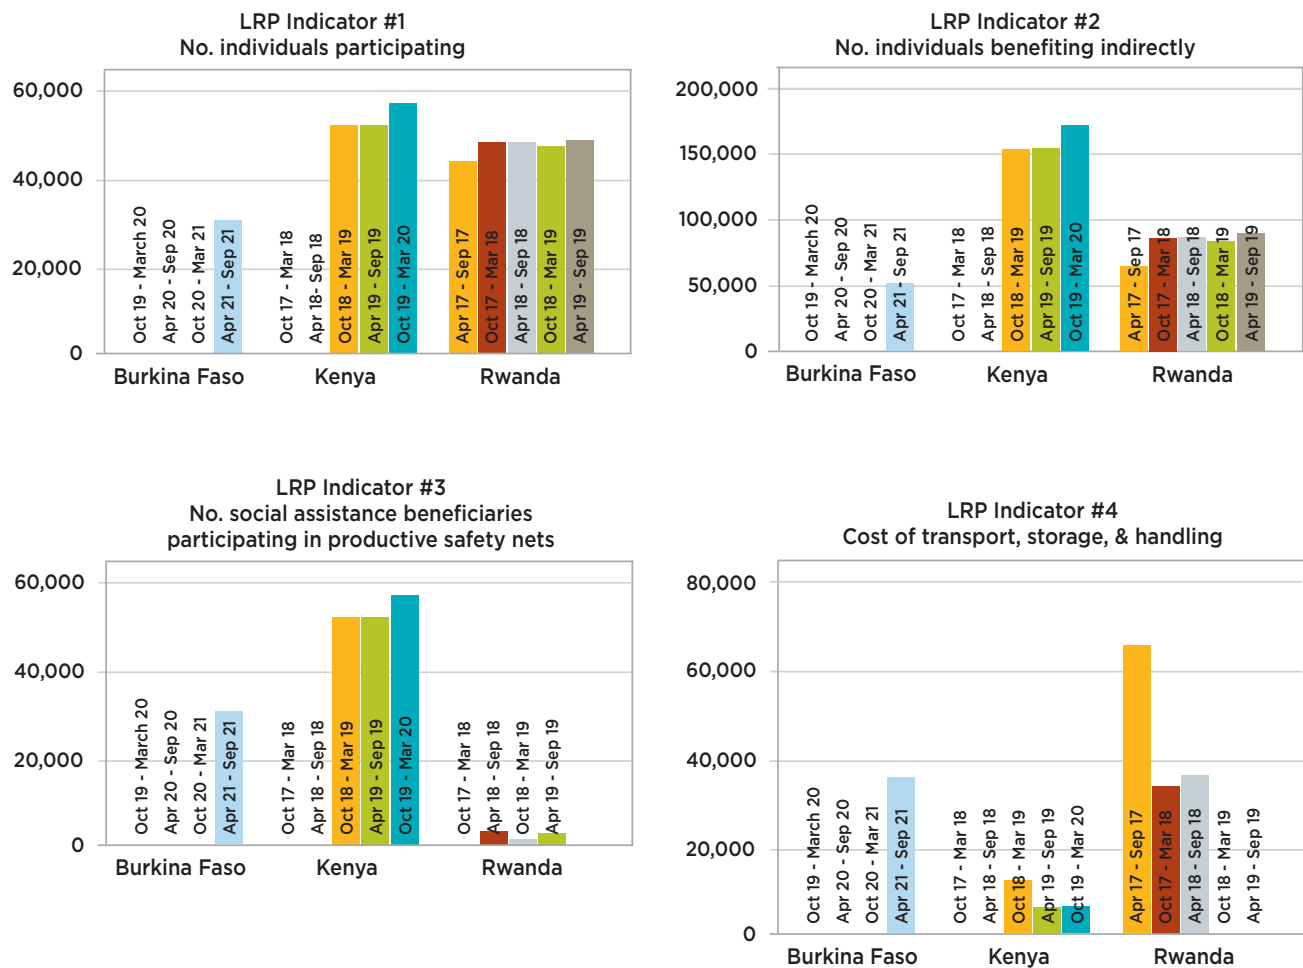 LRP Indicator #1
No. individuals participating
60,000
40,000
20,000
0
Oct 19 - March 20
Apr 20 - Sep 20
Oct 20 - Mar 21
Apr 21 - Sep 21
Oct 17 - Mar 18
Apr 18- Sep 18
Oct 18 - Mar 19
Apr 19 - Sep 19
Oct 19 - Mar 20
Apr 17 - Sep 17
Oct 17 - Mar 18
Apr 18 - Sep 18
Oct 18 - Mar 19
Apr 19 - Sep 19
Burkina Faso
Kenya
Rwanda
LRP Indicator #2
No. individuals benefiting indirectly
200,000
150,000
100,000
50,000
0
Oct 19 - March 20
Apr 20 - Sep 20
Oct 20 - Mar 21
Apr 21 - Sep 21
Oct 17 - Mar 18
Apr 18 - Sep 18
Oct 18 - Mar 19
Apr 19 - Sep 19
Oct 19 - Mar 20
Apr 17 - Sep 17
Oct 17 - Mar 18
Apr 18 - Sep 18
Oct 18 - Mar 19
Apr 19 - Sep 19
Burkina Faso
Kenya
Rwanda
LRP Indicator #3
No. social assistance beneficiaries
participating in productive safety nets
60,000
40,000
20,000
0
Oct 19 - March 20
Apr 20 - Sep 20
Oct 20 - Mar 21
Apr 21 - Sep 21
Oct 17 - Mar 18
Apr 18 - Sep 18
Oct 18 - Mar 19
Apr 19 - Sep 19
Oct 19 - Mar 20
Oct 17 - Mar 18
Apr 18 - Sep 18
Oct 18 - Mar 19
Apr 19 - Sep 19
Burkina Faso
Kenya
Rwanda
LRP Indicator #4
Cost of transport, storage, & handling
80,000
60,000
40,000
20,000
0
Oct 19 - March 20
Apr 20 - Sep 20
Oct 20 - Mar 21
Apr 21 - Sep 21
Oct 17 - Mar 18
Apr 18 - Sep 18
Oct 18 - Mar 19
Apr 19 - Sep 19
Oct 19 - Mar 20
Apr 17 - Sep 17
Oct 17 - Mar 18
Apr 18 - Sep 18
Oct 18 - Mar 19
Apr 19 - Sep 19
Burkina Faso
Kenya
Rwanda